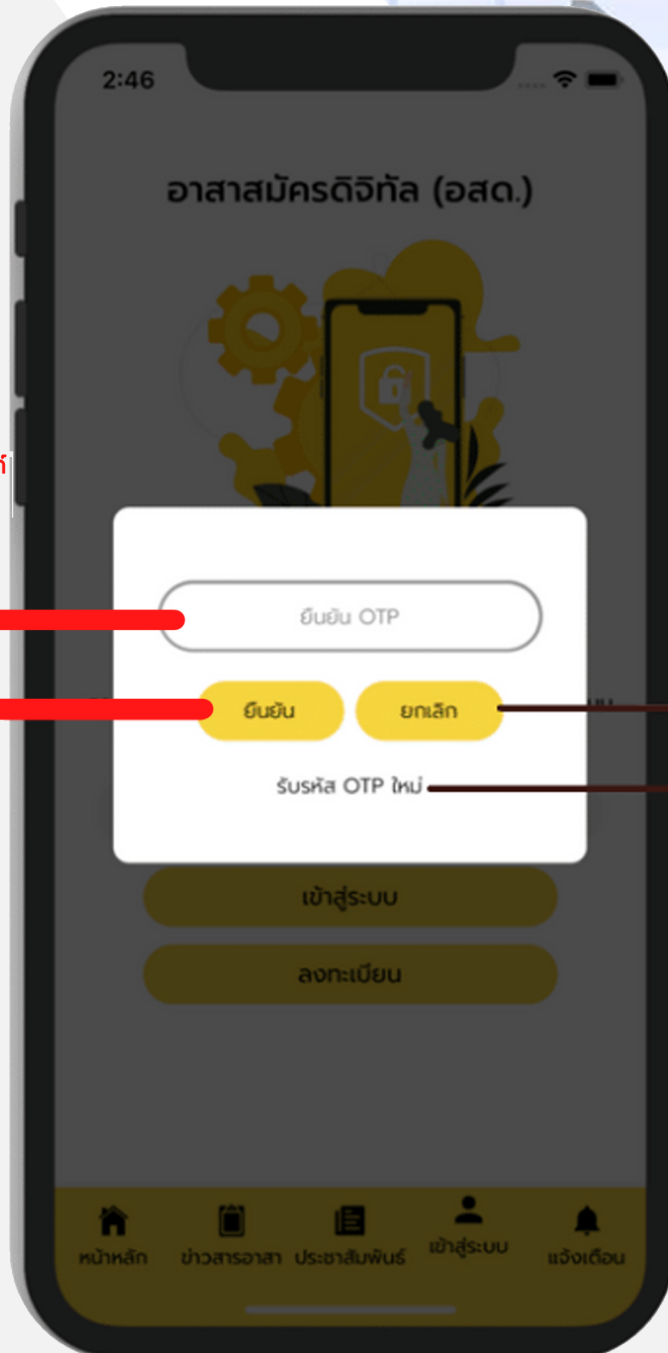 2:46
อาสาสมัครดิจิทัล (อสด.)
ยืนยัน OTP
ยืนยัน ยกเลิก
รับรหัส OTP ใหม่
เข้าสู่ระบบ
ลงทะเบียน
หน้าหลัก ข่าวสารอาสา ประชาสัมพันธ์ เข้าสู่ระบบ แจ้งเตือน